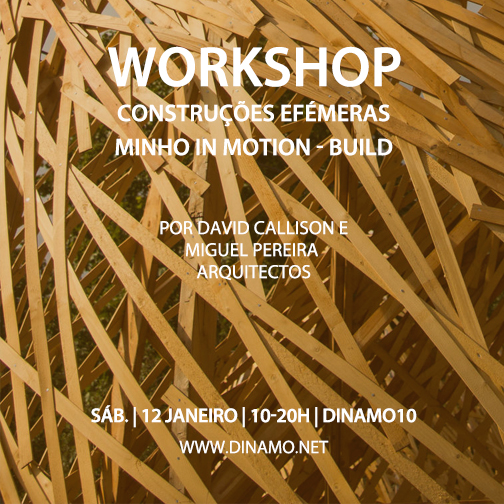 WORKSHOP
CONSTRUÇÕES EFÉMERAS
MINHO IN MOTION - BUILD
POR DAVID CALLISON E
MIGUEL PEREIRA
ARQUITECTOS
SÁB. | 12 JANEIRO | 10-20H | DINAMO10
WWW.DINAMO.NET